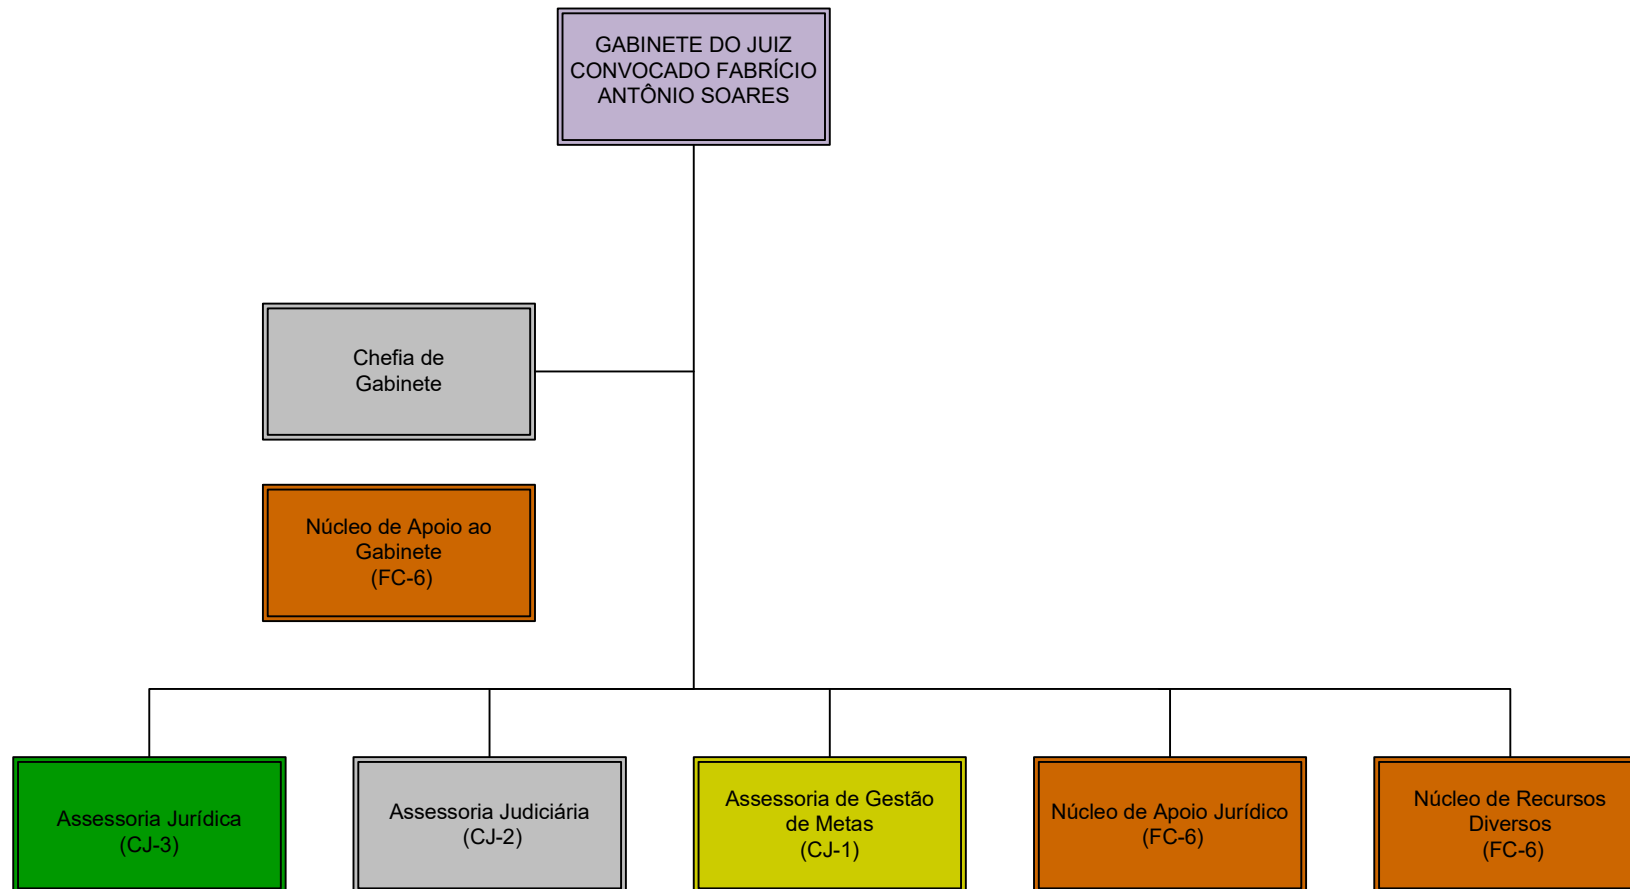 GABINETE DO JUIZ
CONVOCADO FABRÍCIO
ANTÔNIO SOARES
Chefia de
Gabinete
Núcleo de Apoio ao
Gabinete
(FC-6)
Assessoria Jurídica
(CJ-3)
Assessoria Judiciária
(CJ-2)
Assessoria de Gestão
de Metas
(CJ-1)
Núcleo de Apoio Jurídico
(FC-6)
Núcleo de Recursos
Diversos
(FC-6)